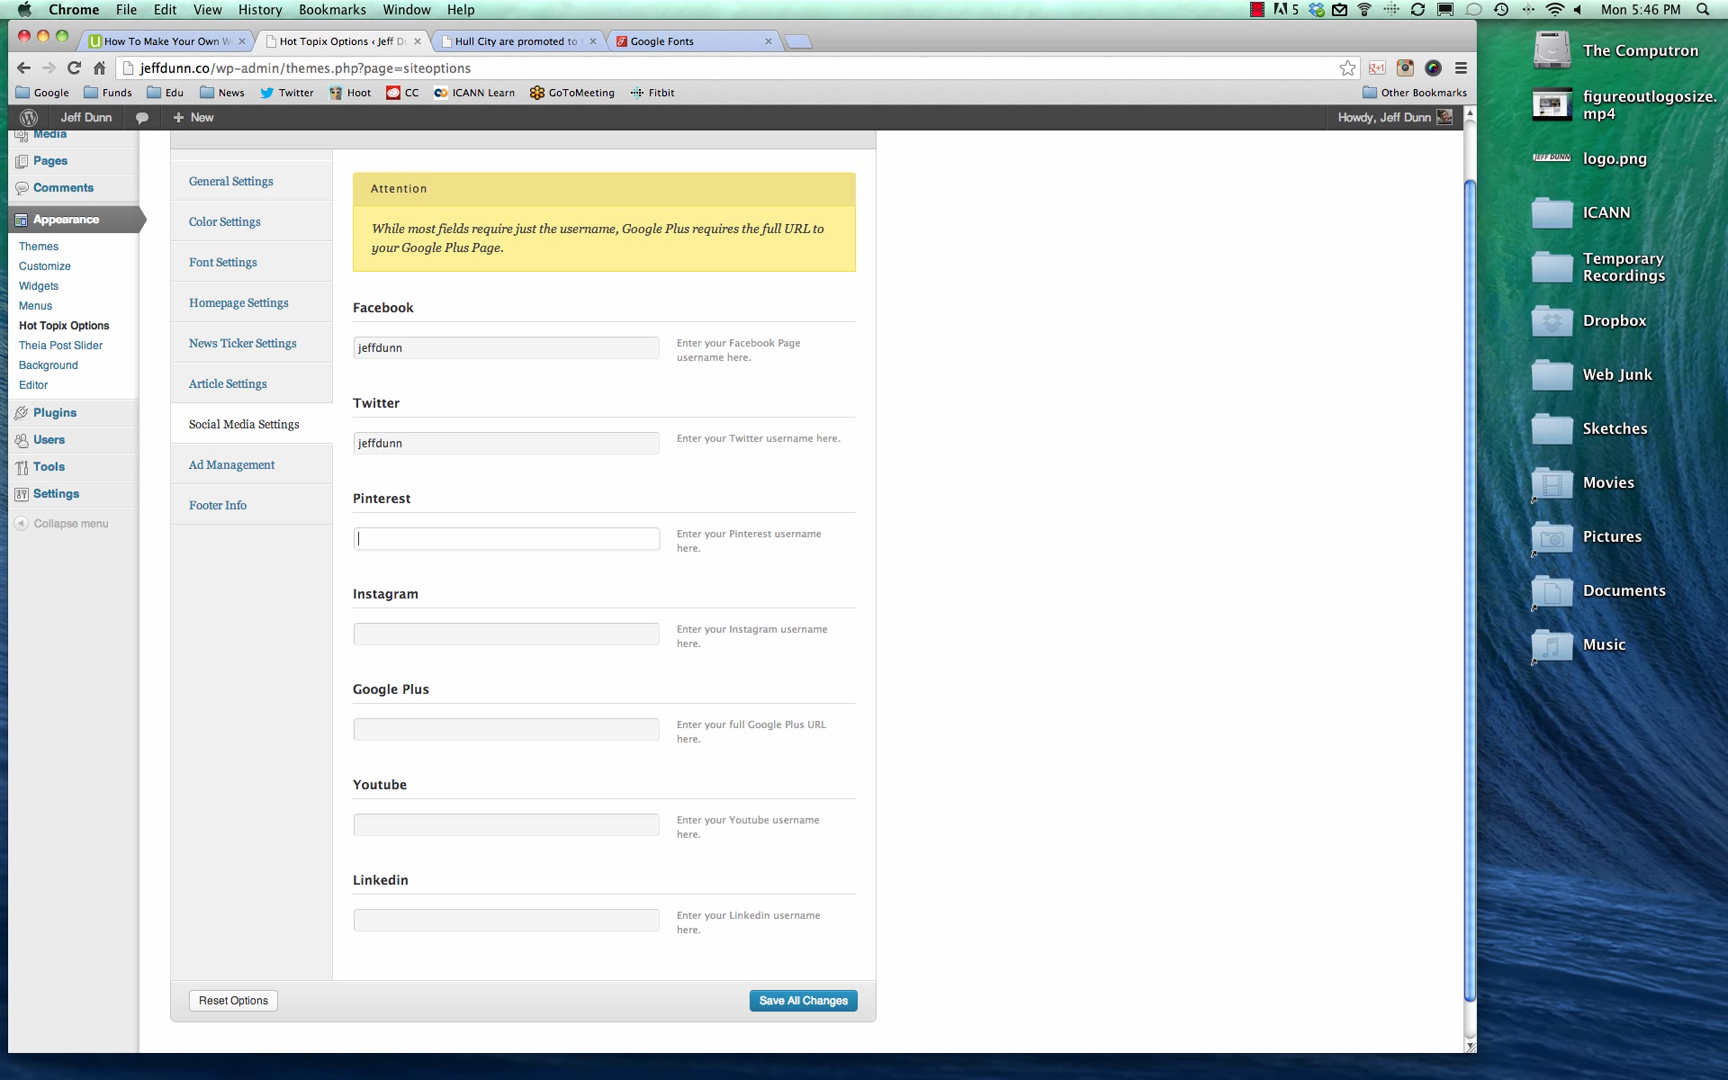 Chrome File Edit View History Bookmarks Window Help
5 Mon 5:46 PM
How To Make Your Own W
Hot Topix Options ‹ Jeff D
Hull City are promoted to
Google Fonts
jeffdunn.co/wp-admin/themes.php?page=siteoptions
Google Funds Edu News Twitter Hoot CC ICANN Learn GoToMeeting Fitbit Other Bookmarks
Jeff Dunn + New Howdy, Jeff Dunn
Media
Pages
Comments
Appearance
Themes
Customize
Widgets
Menus
Hot Topix Options
Theia Post Slider
Background
Editor
Plugins
Users
Tools
Settings
Collapse menu
General Settings
Color Settings
Font Settings
Homepage Settings
News Ticker Settings
Article Settings
Social Media Settings
Ad Management
Footer Info
Attention
While most fields require just the username, Google Plus requires the full URL to
your Google Plus Page.
Facebook
jeffdunn
Enter your Facebook Page
username here.
Twitter
jeffdunn
Enter your Twitter username here.
Pinterest
Enter your Pinterest username
here.
Instagram
Enter your Instagram username
here.
Google Plus
Enter your full Google Plus URL
here.
Youtube
Enter your Youtube username
here.
Linkedin
Enter your Linkedin username
here.
Reset Options
Save All Changes
The Computron
figureoutlogosize.
mp4
JEFF DUNN
logo.png
ICANN
Temporary
Recordings
Dropbox
Web Junk
Sketches
Movies
Pictures
Documents
Music